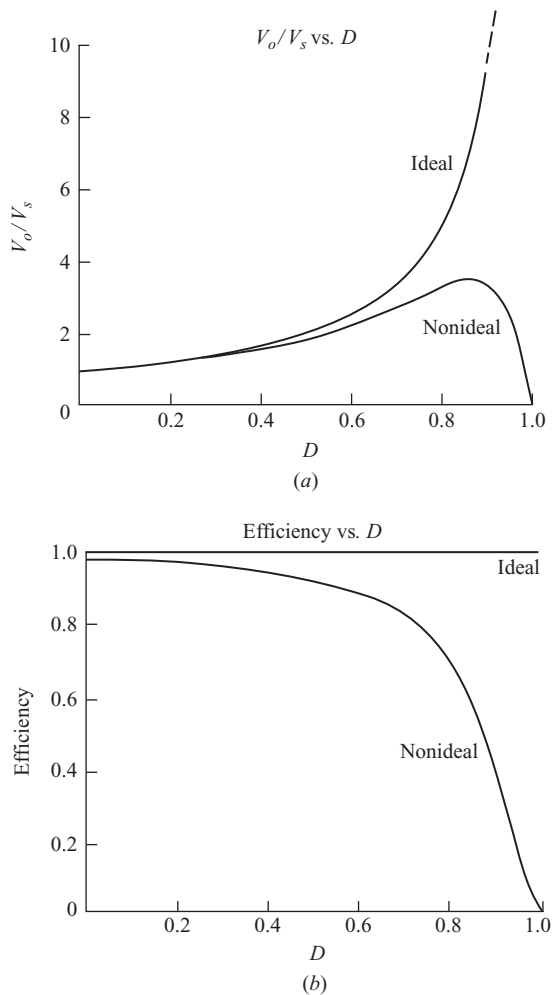 V_o/V_s vs. D
10
8
6
4
2
0
V_o/V_s
Ideal
Nonideal
0.2 0.4 0.6 0.8 1.0
D
(a)
Efficiency vs. D
1.0
0.8
0.6
0.4
0.2
0
Efficiency
Ideal
Nonideal
0.2 0.4 0.6 0.8 1.0
D
(b)